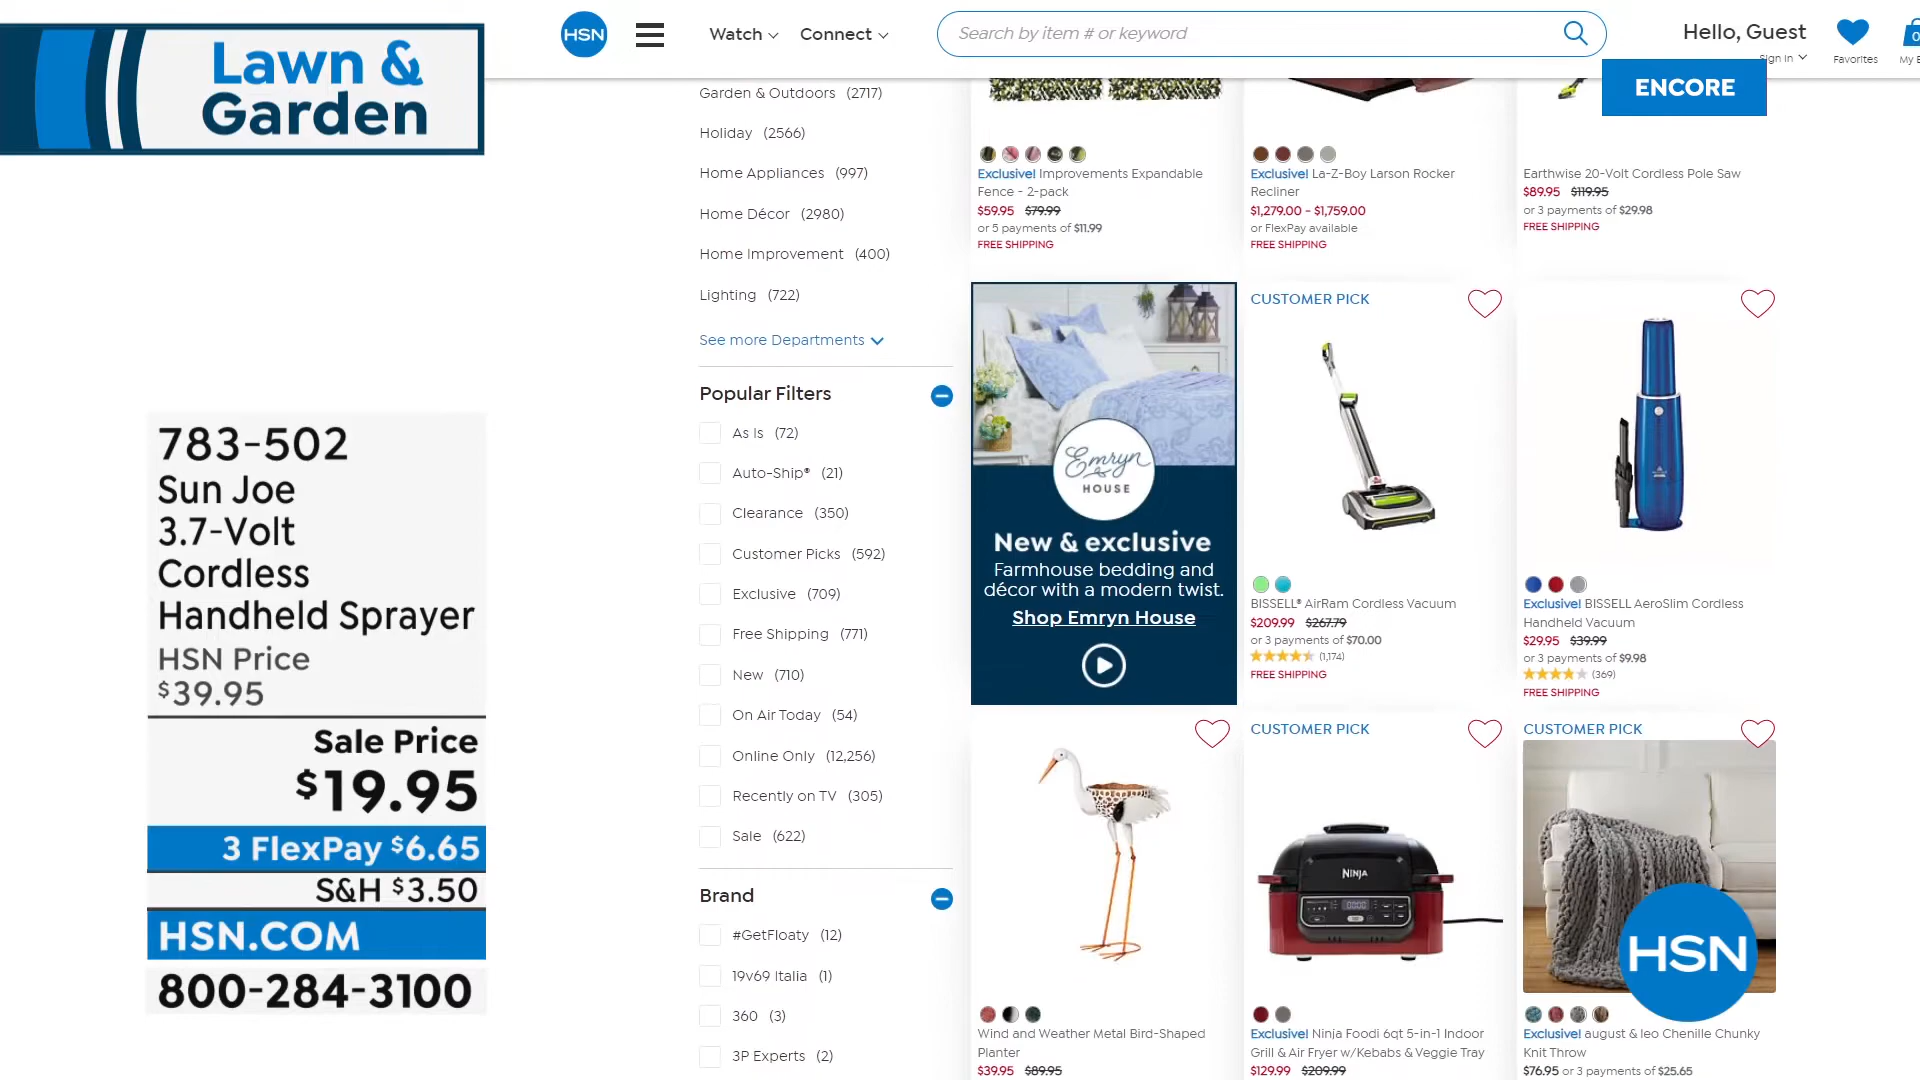 Lawn &
Garden
HSN
Watch
Connect
Search by item # or keyword
Hello, Guest
Sign In
Favorites
0
ENCORE
Garden & Outdoors (2717)
Holiday (2566)
Home Appliances (997)
Home Décor (2980)
Home Improvement (400)
Lighting (722)
See more Departments
Popular Filters
As Is (72)
Auto-Ship® (21)
Clearance (350)
Customer Picks (592)
Exclusive (709)
Free Shipping (771)
New (710)
On Air Today (54)
Online Only (12,256)
Recently on TV (305)
Sale (622)
Brand
#GetFloaty (12)
19v69 Italia (1)
360 (3)
3P Experts (2)
Exclusive! Improvements Expandable
Fence - 2-pack
$59.95 $79.99
or 5 payments of $11.99
FREE SHIPPING
Exclusive! La-Z-Boy Larson Rocker
Recliner
$1,279.00 - $1,759.00
or FlexPay available
FREE SHIPPING
Earthwise 20-Volt Cordless Pole Saw
$89.95 $119.95
or 3 payments of $29.98
FREE SHIPPING
Emryn
HOUSE
New & exclusive
Farmhouse bedding and
décor with a modern twist.
Shop Emryn House
CUSTOMER PICK
BISSELL® AirRam Cordless Vacuum
$209.99 $267.79
or 3 payments of $70.00
(1,174)
FREE SHIPPING
Exclusive! BISSELL AeroSlim Cordless
Handheld Vacuum
$29.95 $39.99
or 3 payments of $9.98
(369)
FREE SHIPPING
Wind and Weather Metal Bird-Shaped
Planter
$39.95 $89.95
CUSTOMER PICK
NINJA
Exclusive! Ninja Foodi 6qt 5-in-1 Indoor
Grill & Air Fryer w/Kebabs & Veggie Tray
$129.99 $209.99
CUSTOMER PICK
Exclusive! august & leo Chenille Chunky
Knit Throw
$76.95 or 3 payments of $25.65
HSN
783-502
Sun Joe
3.7-Volt
Cordless
Handheld Sprayer
HSN Price
$39.95
Sale Price
$19.95
3 FlexPay $6.65
S&H $3.50
HSN.COM
800-284-3100